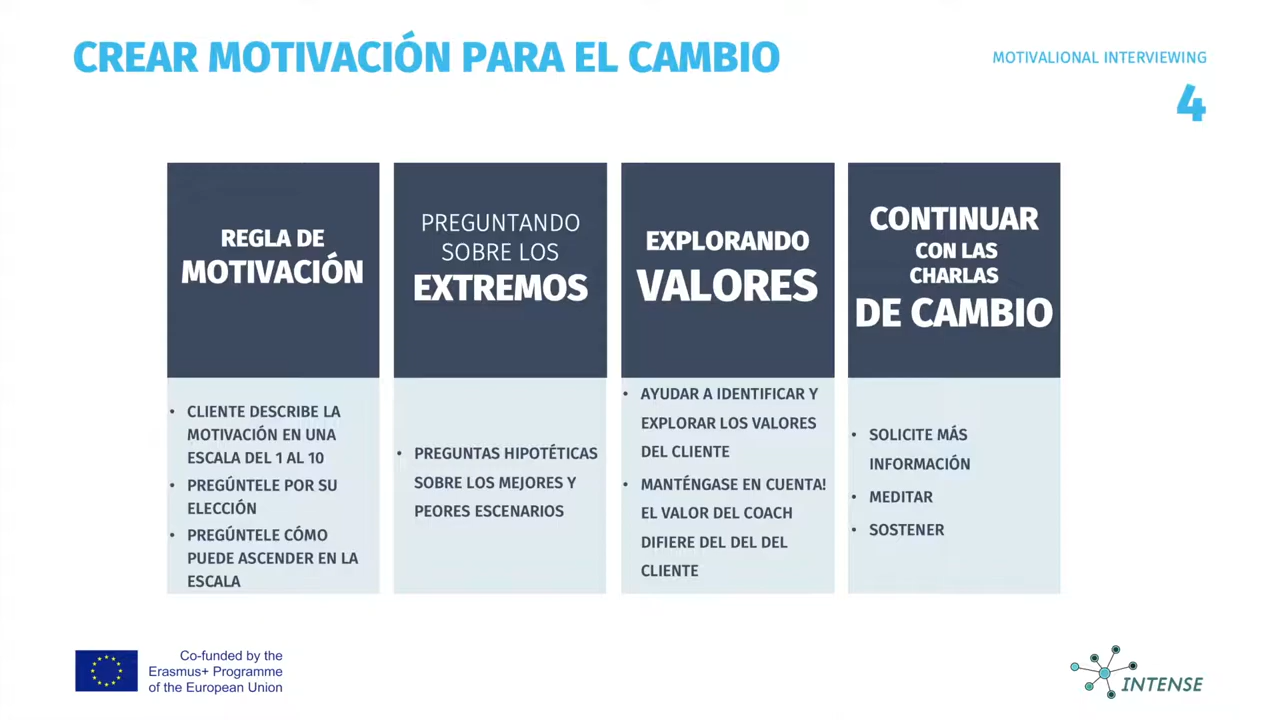 CREAR MOTIVACIÓN PARA EL CAMBIO
MOTIVALIONAL INTERVIEWING
4
REGLA DE
MOTIVACIÓN
• CLIENTE DESCRIBE LA
MOTIVACIÓN EN UNA
ESCALA DEL 1 AL 10
• PREGÚNTELE POR SU
ELECCIÓN
• PREGÚNTELE CÓMO
PUEDE ASCENDER EN LA
ESCALA
PREGUNTANDO
SOBRE LOS
EXTREMOS
• PREGUNTAS HIPOTÉTICAS
SOBRE LOS MEJORES Y
PEORES ESCENARIOS
EXPLORANDO
VALORES
• AYUDAR A IDENTIFICAR Y
EXPLORAR LOS VALORES
DEL CLIENTE
• MANTÉNGASE EN CUENTA!
EL VALOR DEL COACH
DIFIERE DEL DEL DEL
CLIENTE
CONTINUAR
CON LAS
CHARLAS
DE CAMBIO
• SOLICITE MÁS
INFORMACIÓN
• MEDITAR
• SOSTENER
Co-funded by the
Erasmus+ Programme
of the European Union
INTENSE